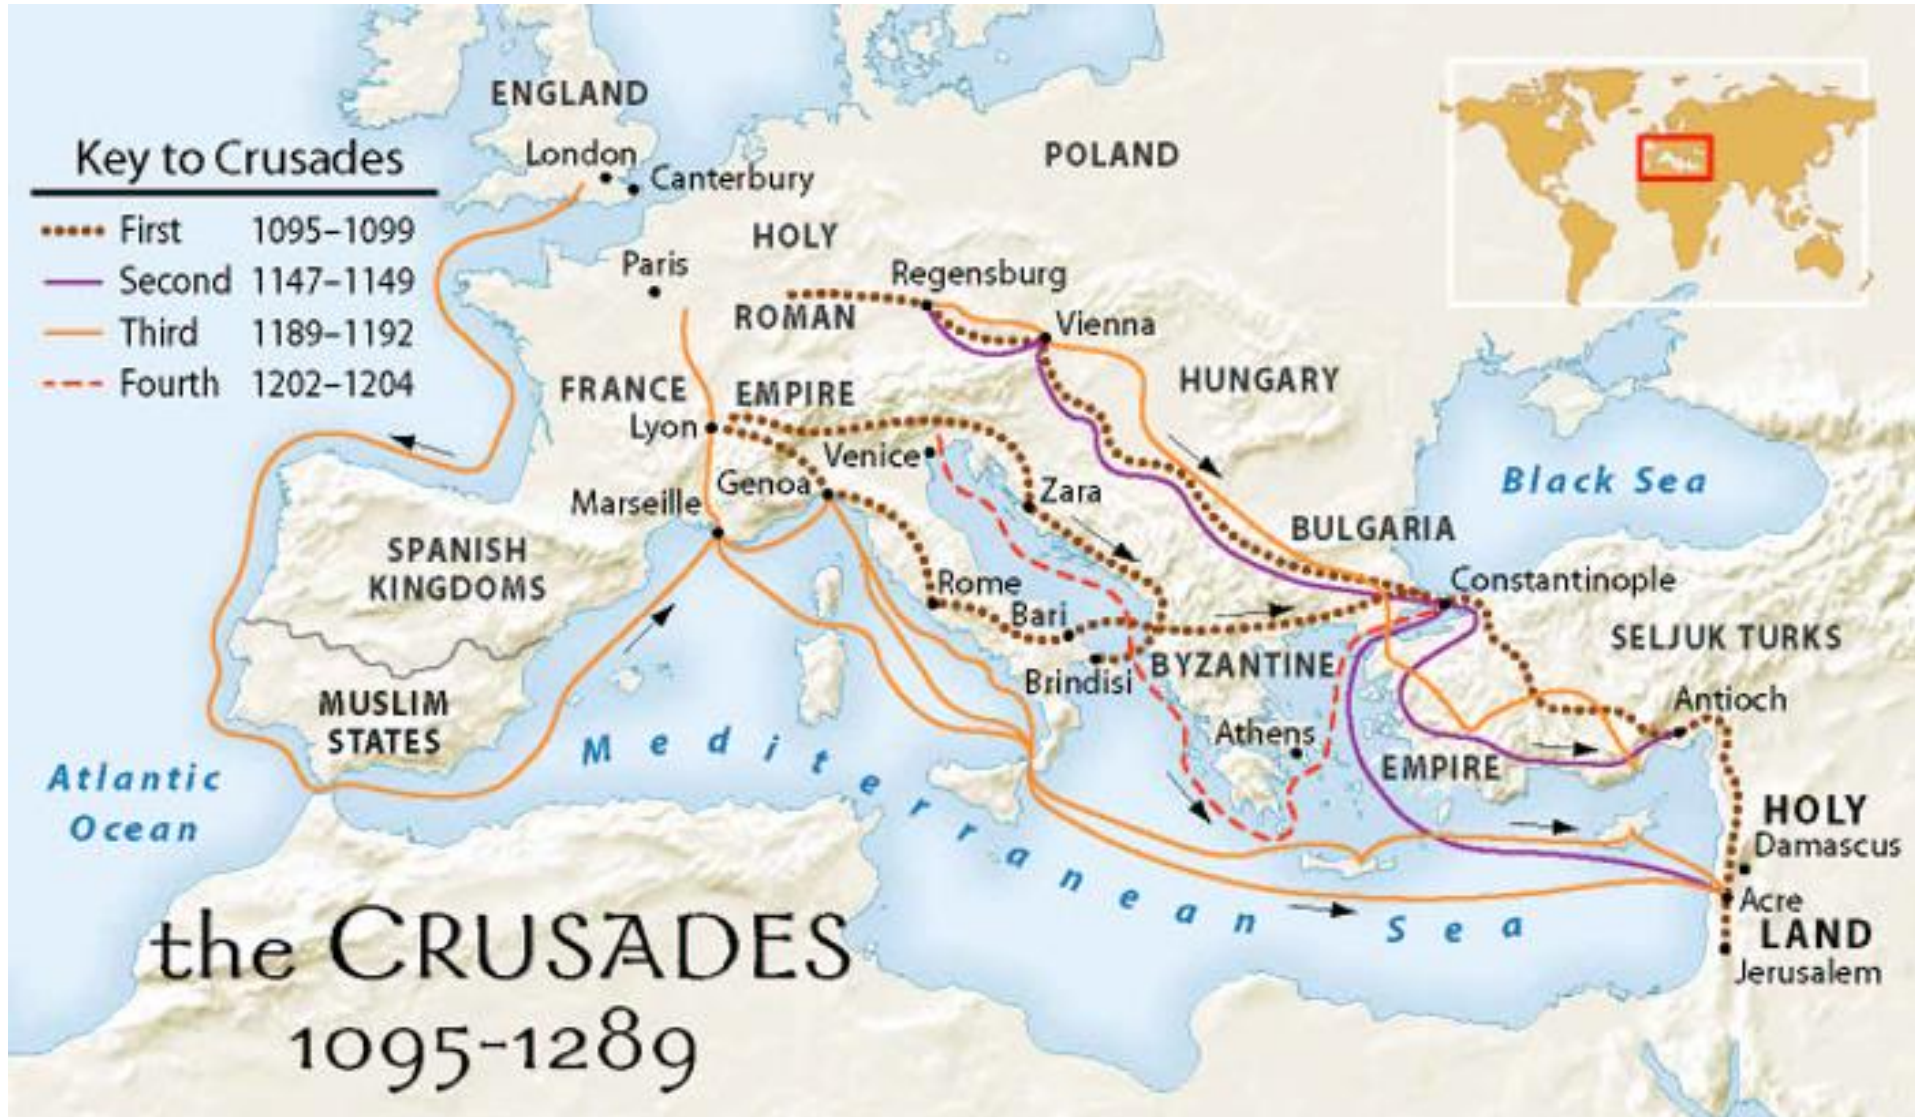 ENGLAND
London
Canterbury
POLAND
Key to Crusades
First 1095–1099
Second 1147–1149
Third 1189–1192
Fourth 1202–1204
HOLY
ROMAN
EMPIRE
Paris
Regensburg
Vienna
HUNGARY
FRANCE
Lyon
Venice
Genoa
Zara
Marseille
Black Sea
BULGARIA
SPANISH
KINGDOMS
Rome
Bari
Constantinople
SELJUK TURKS
Brindisi
BYZANTINE
EMPIRE
MUSLIM
STATES
Antioch
Athens
Mediterranean Sea
Atlantic
Ocean
HOLY
LAND
Damascus
Acre
Jerusalem
the CRUSADES
1095-1289